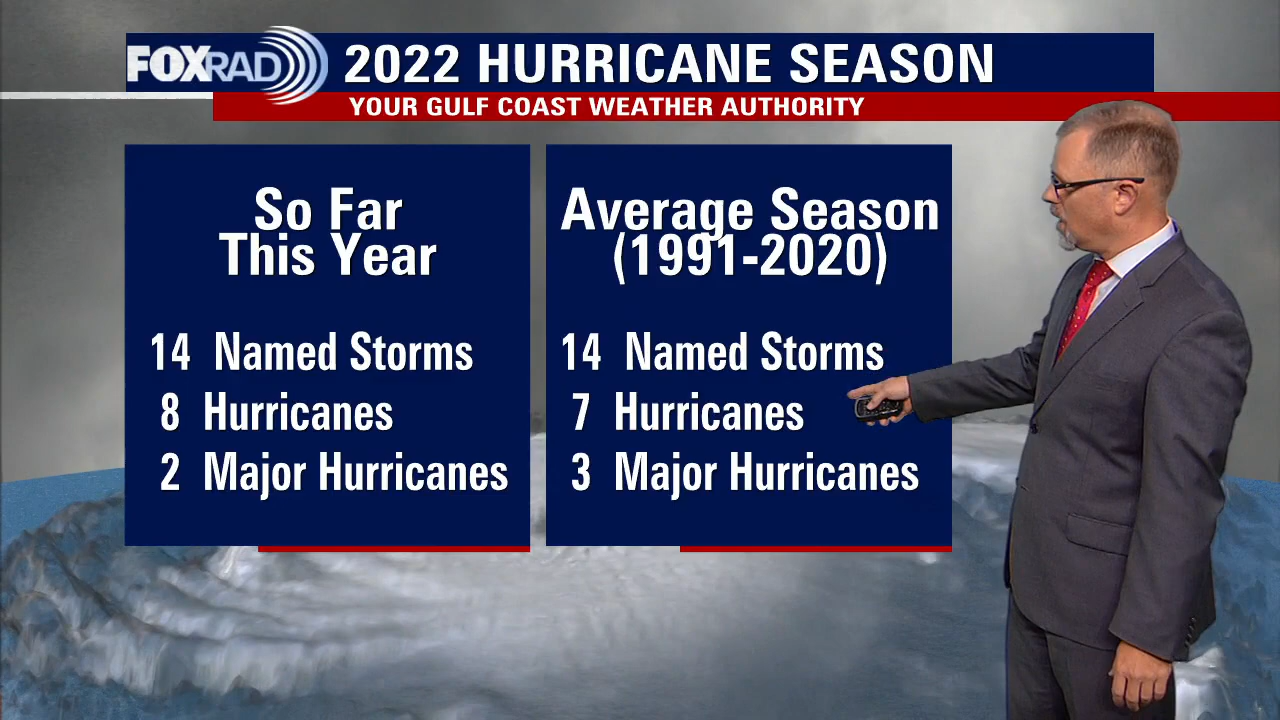 FOXRAD 2022 HURRICANE SEASON
YOUR GULF COAST WEATHER AUTHORITY
So Far
This Year
14 Named Storms
8 Hurricanes
2 Major Hurricanes
Average Season
(1991-2020)
14 Named Storms
7 Hurricanes
3 Major Hurricanes